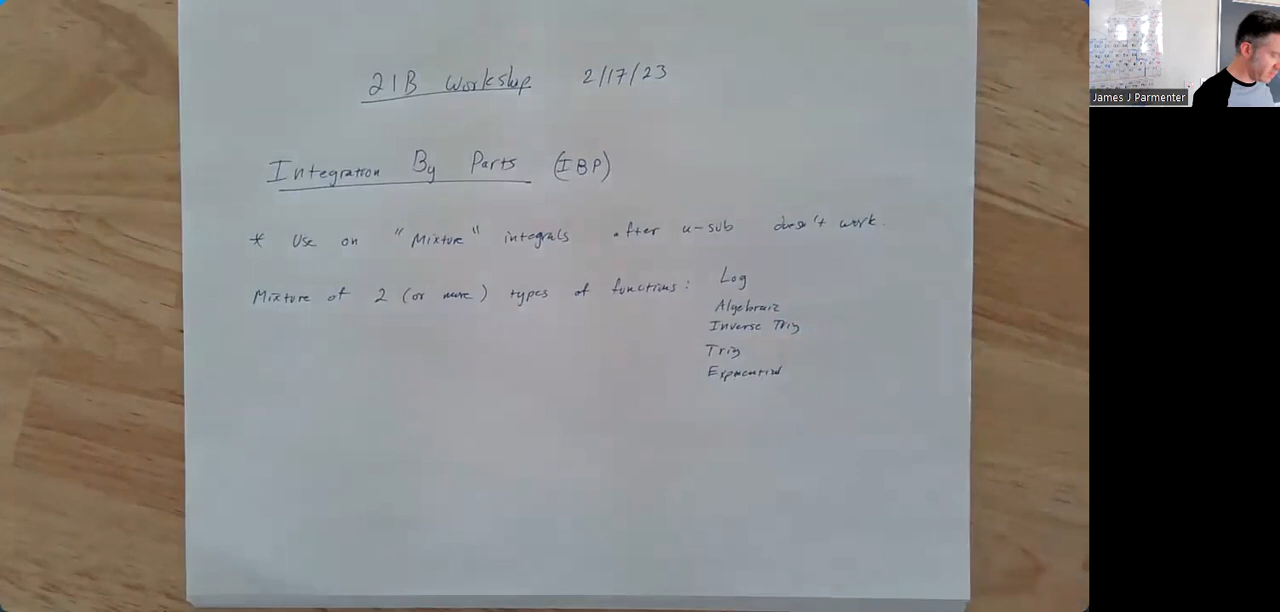 21B Workshop 2/17/23
James J Parmenter
Integration By Parts (IBP)
* Use on "Mixture" integrals after u-sub doesn't work.
Mixture of 2 (or more) types of functions: Log
Algebraic
Inverse Trig
Trig
Exponential